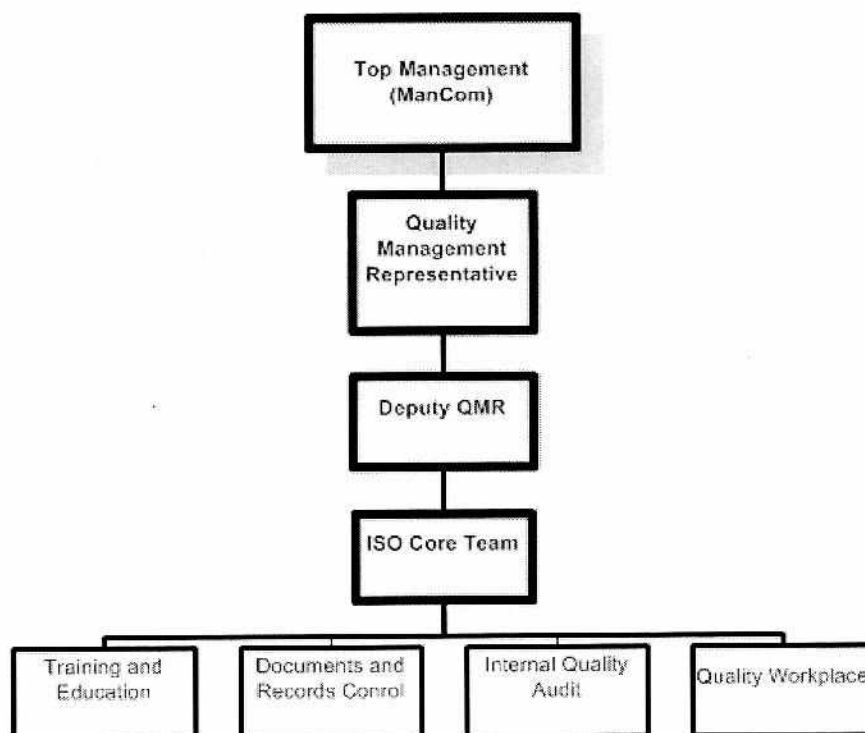 Top Management
(ManCom)
Quality
Management
Representative
Deputy QMR
ISO Core Team
Training and
Education
Documents and
Records Conrol
Internal Quality
Audit
Quality Workplace